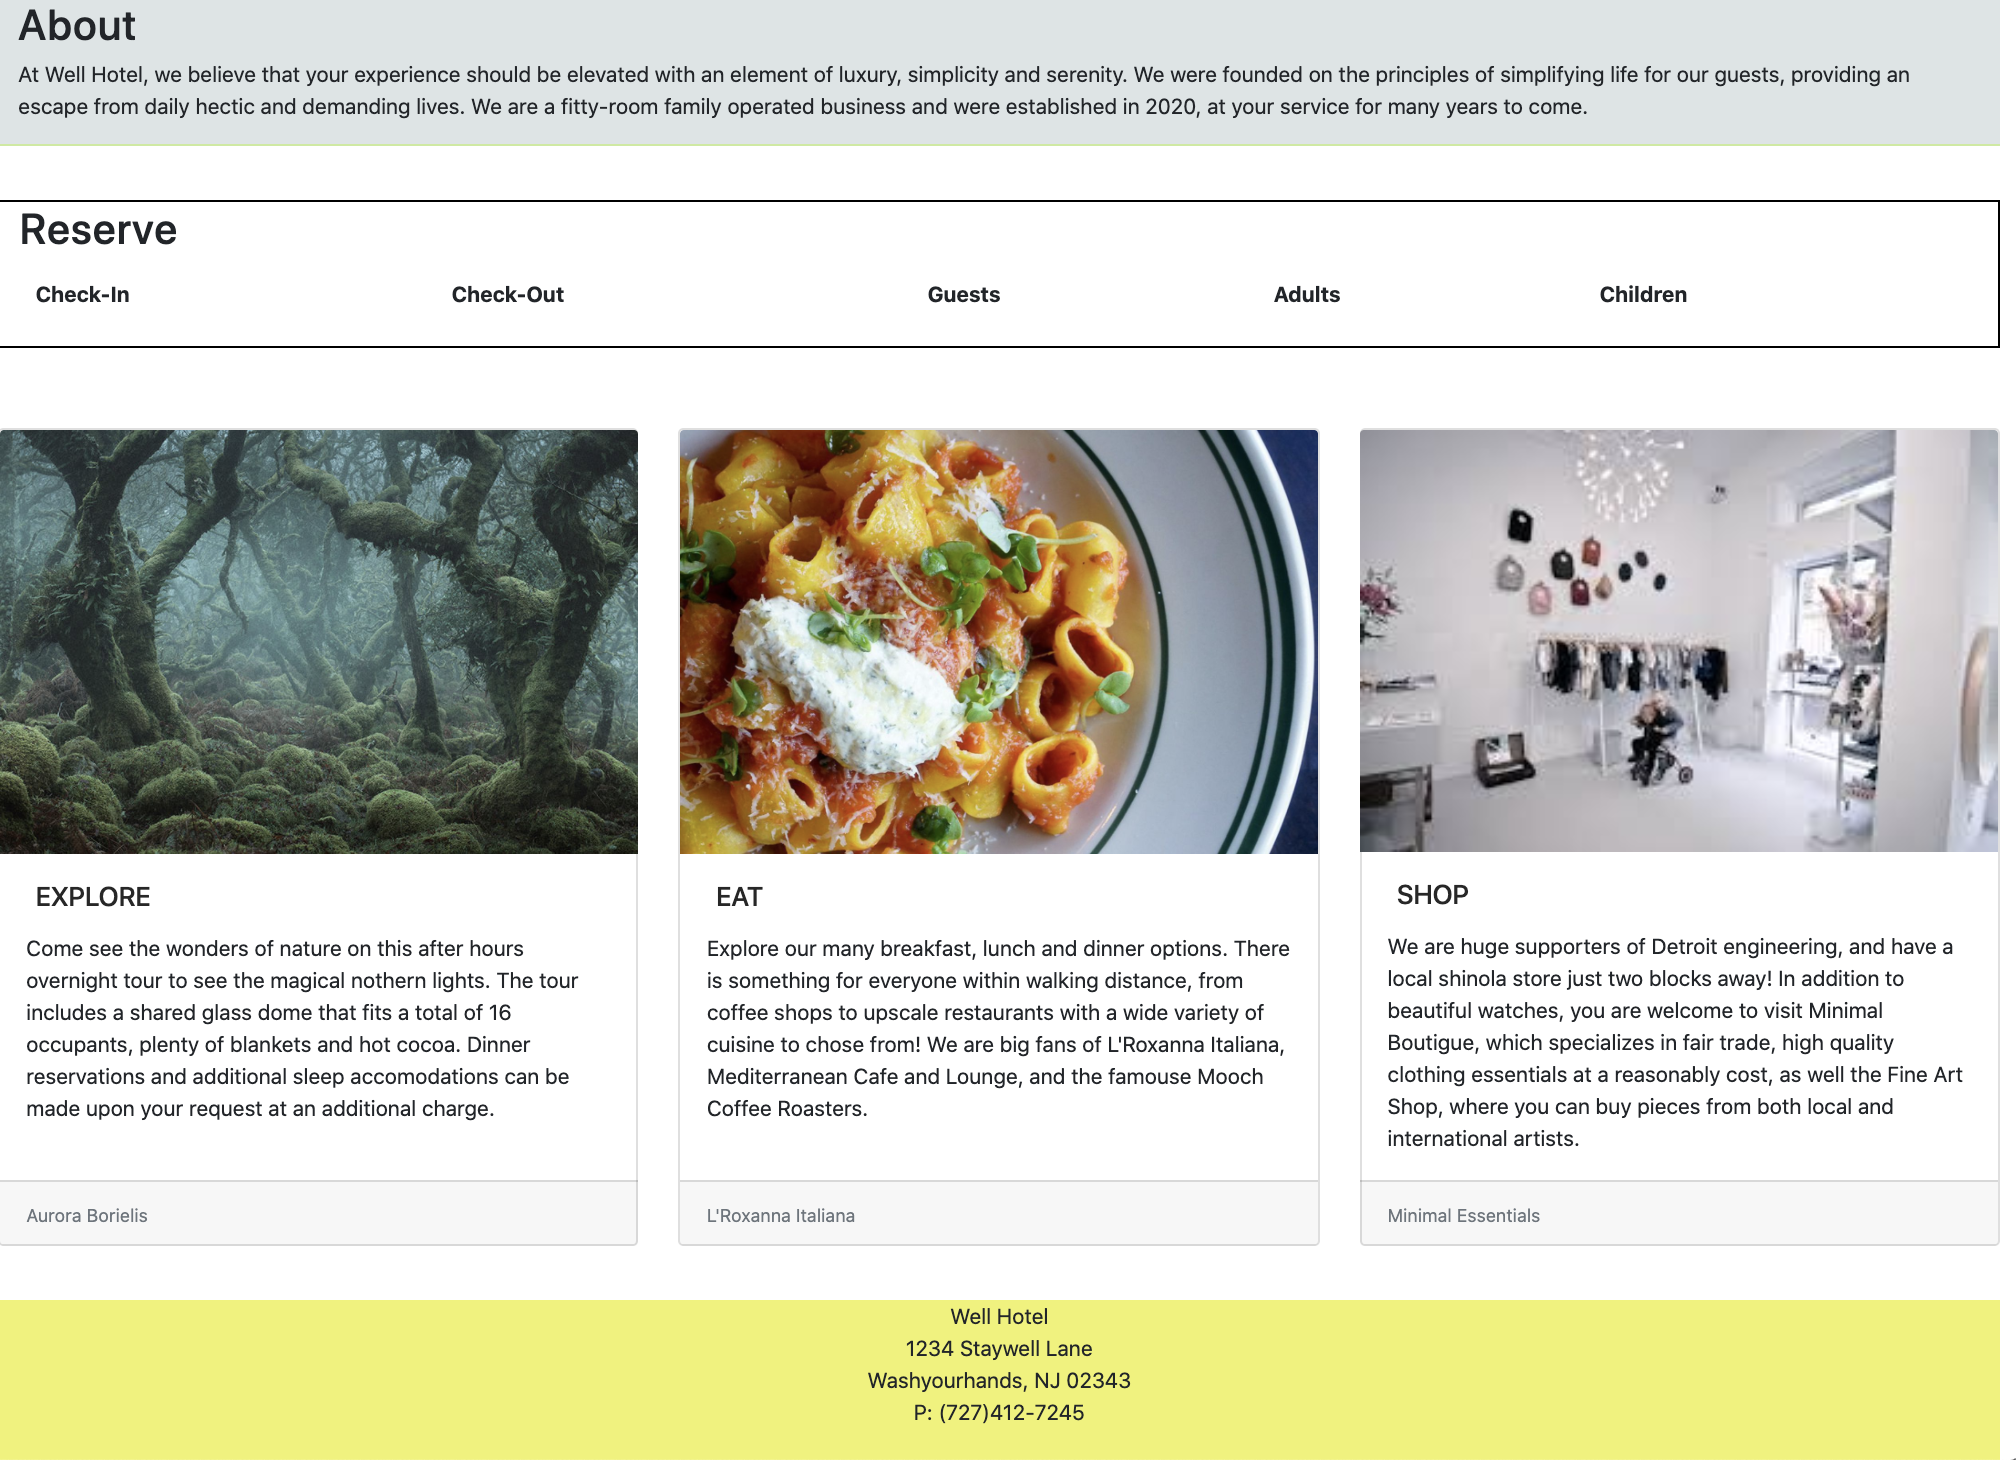 About
At Well Hotel, we believe that your experience should be elevated with an element of luxury, simplicity and serenity. We were founded on the principles of simplifying life for our guests, providing an
escape from daily hectic and demanding lives. We are a fitty-room family operated business and were established in 2020, at your service for many years to come.
Reserve
Check-In Check-Out Guests Adults Children
EXPLORE
Come see the wonders of nature on this after hours
overnight tour to see the magical nothern lights. The tour
includes a shared glass dome that fits a total of 16
occupants, plenty of blankets and hot cocoa. Dinner
reservations and additional sleep accomodations can be
made upon your request at an additional charge.
Aurora Borielis
EAT
Explore our many breakfast, lunch and dinner options. There
is something for everyone within walking distance, from
coffee shops to upscale restaurants with a wide variety of
cuisine to chose from! We are big fans of L'Roxanna Italiana,
Mediterranean Cafe and Lounge, and the famouse Mooch
Coffee Roasters.
L'Roxanna Italiana
SHOP
We are huge supporters of Detroit engineering, and have a
local shinola store just two blocks away! In addition to
beautiful watches, you are welcome to visit Minimal
Boutigue, which specializes in fair trade, high quality
clothing essentials at a reasonably cost, as well the Fine Art
Shop, where you can buy pieces from both local and
international artists.
Minimal Essentials
Well Hotel
1234 Staywell Lane
Washyourhands, NJ 02343
P: (727)412-7245